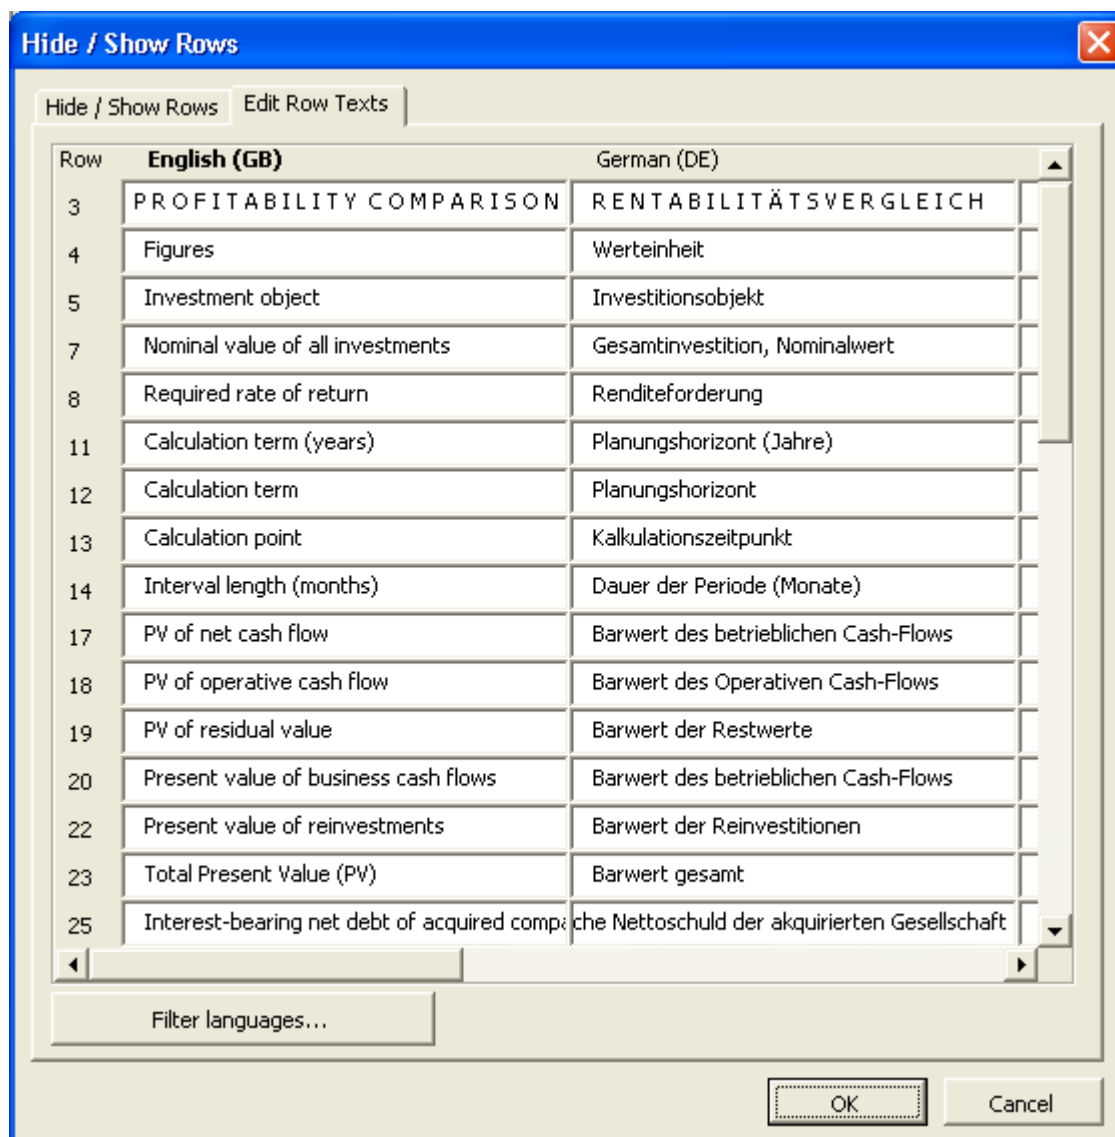 Hide / Show Rows
Hide / Show Rows Edit Row Texts
Row English (GB) German (DE)
3 P R O F I T A B I L I T Y C O M P A R I S O N R E N T A B I L I T Ä T S V E R G L E I C H
4 Figures Werteinheit
5 Investment object Investitionsobjekt
7 Nominal value of all investments Gesamtinvestition, Nominalwert
8 Required rate of return Renditeforderung
11 Calculation term (years) Planungshorizont (Jahre)
12 Calculation term Planungshorizont
13 Calculation point Kalkulationszeitpunkt
14 Interval length (months) Dauer der Periode (Monate)
17 PV of net cash flow Barwert des betrieblichen Cash-Flows
18 PV of operative cash flow Barwert des Operativen Cash-Flows
19 PV of residual value Barwert der Restwerte
20 Present value of business cash flows Barwert des betrieblichen Cash-Flows
22 Present value of reinvestments Barwert der Reinvestitionen
23 Total Present Value (PV) Barwert gesamt
25 Interest-bearing net debt of acquired compa che Nettoschuld der akquirierten Gesellschaft
Filter languages...
OK Cancel